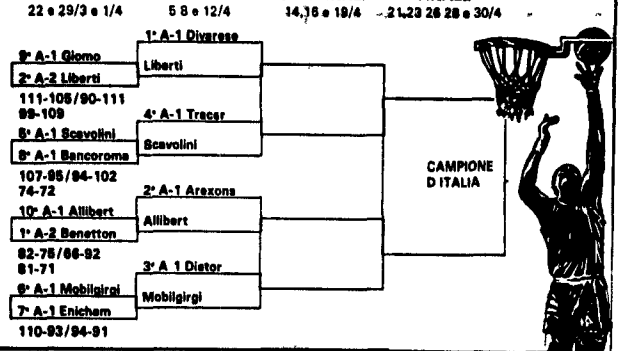 22 e 29/3 e 1/4
5 8 e 12/4
14,16 e 19/4
21,23 26 28 e 30/4
9ª A-1 Giomo
2ª A-2 Liberti
111-105/90-111
99-109
5ª A-1 Scavolini
8ª A-1 Bancoroma
107-95/94-102
74-72
10ª A-1 Allibert
1ª A-2 Benetton
82-75/66-92
81-71
6ª A-1 Mobilgirgi
7ª A-1 Enichem
110-93/94-91
1ª A-1 Divarese
Liberti
4ª A-1 Tracer
Scavolini
2ª A-1 Arexons
Allibert
3ª A 1 Dietor
Mobilgirgi
CAMPIONE
D ITALIA